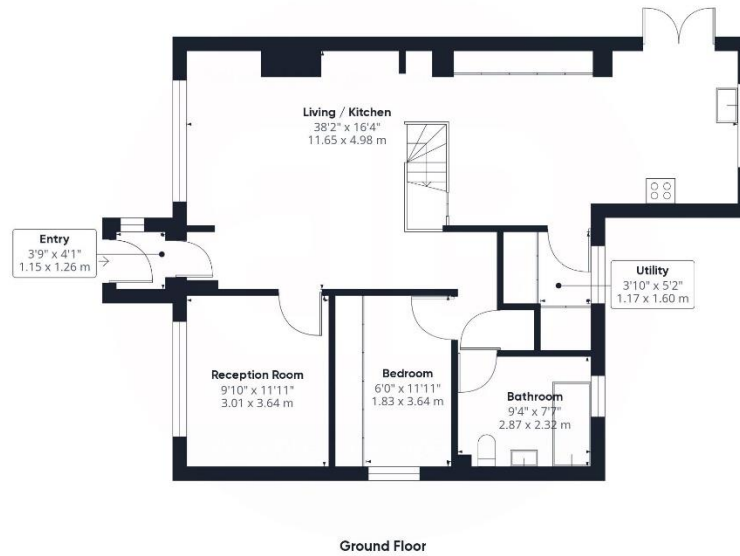 Living / Kitchen
38'2" x 16'4"
11.65 x 4.98 m
Entry
3'9" x 4'1"
1.15 x 1.26 m
Utility
3'10" x 5'2"
1.17 x 1.60 m
Reception Room
9'10" x 11'11"
3.01 x 3.64 m
Bedroom
6'0" x 11'11"
1.83 x 3.64 m
Bathroom
9'4" x 7'7"
2.87 x 2.32 m
Ground Floor